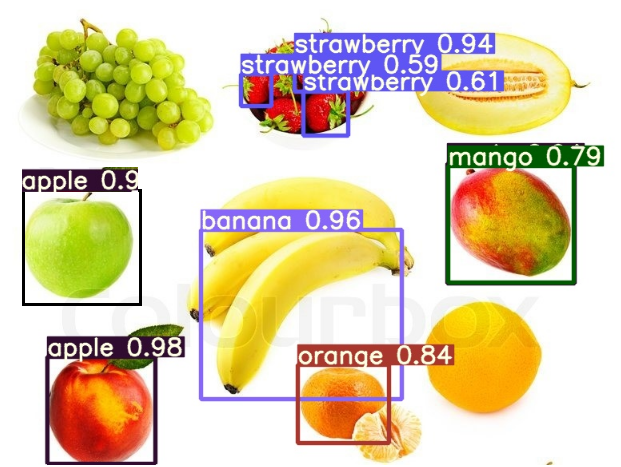 strawberry 0.94
strawberry 0.59
strawberry 0.61
mango 0.79
apple 0.9
banana 0.96
colourbox
apple 0.98
orange 0.84